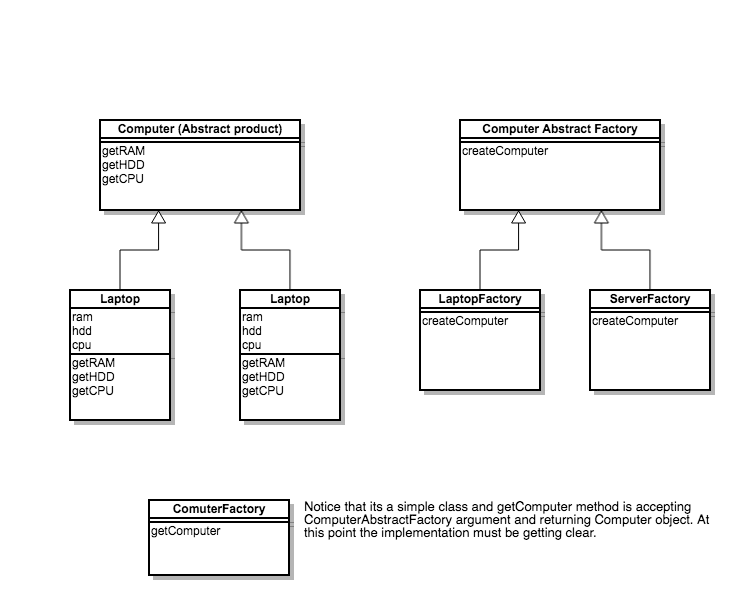 Computer (Abstract product)
getRAM
getHDD
getCPU
Computer Abstract Factory
createComputer
Laptop
ram
hdd
cpu
getRAM
getHDD
getCPU
Laptop
ram
hdd
cpu
getRAM
getHDD
getCPU
LaptopFactory
createComputer
ServerFactory
createComputer
ComuterFactory
getComputer
Notice that its a simple class and getComputer method is accepting
ComputerAbstractFactory argument and returning Computer object. At
this point the implementation must be getting clear.